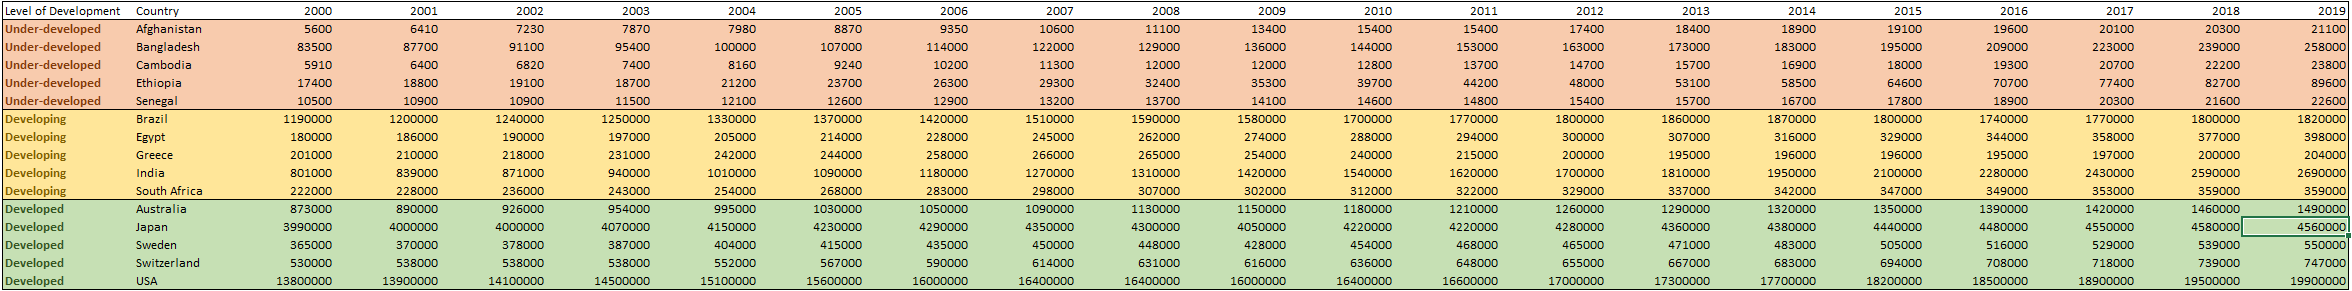 Level of Development Country 2000 2001 2002 2003 2004 2005 2006 2007 2008 2009 2010 2011 2012 2013 2014 2015 2016 2017 2018 2019
Under-developed Afghanistan 5600 6410 7230 7870 7980 8870 9350 10600 11100 13400 15400 15400 17400 18400 18900 19100 19600 20100 20300 21100
Under-developed Bangladesh 83500 87700 91100 95400 100000 107000 114000 122000 129000 136000 144000 153000 163000 173000 183000 195000 209000 223000 239000 258000
Under-developed Cambodia 5910 6400 6820 7400 8160 9240 10200 11300 12000 12000 12800 13700 14700 15700 16900 18000 19300 20700 22200 23800
Under-developed Ethiopia 17400 18800 19100 18700 21200 23700 26300 29300 32400 35300 39700 44200 48000 53100 58500 64600 70700 77400 82700 89600
Under-developed Senegal 10500 10900 10900 11500 12100 12600 12900 13200 13700 14100 14600 14800 15400 15700 16700 17800 18900 20300 21600 22600
Developing Brazil 1190000 1200000 1240000 1250000 1330000 1370000 1420000 1510000 1590000 1580000 1700000 1770000 1800000 1860000 1870000 1800000 1740000 1770000 1800000 1820000
Developing Egypt 180000 186000 190000 197000 205000 214000 228000 245000 262000 274000 288000 294000 300000 307000 316000 329000 344000 358000 377000 398000
Developing Greece 201000 210000 218000 231000 242000 244000 258000 266000 265000 254000 240000 215000 200000 195000 196000 196000 195000 197000 200000 204000
Developing India 801000 839000 871000 940000 1010000 1090000 1180000 1270000 1310000 1420000 1540000 1620000 1700000 1810000 1950000 2100000 2280000 2430000 2590000 2690000
Developing South Africa 222000 228000 236000 243000 254000 268000 283000 298000 307000 302000 312000 322000 329000 337000 342000 347000 349000 353000 359000 359000
Developed Australia 873000 890000 926000 954000 995000 1030000 1050000 1090000 1130000 1150000 1180000 1210000 1260000 1290000 1320000 1350000 1390000 1420000 1460000 1490000
Developed Japan 3990000 4000000 4000000 4070000 4150000 4230000 4290000 4350000 4300000 4050000 4220000 4220000 4280000 4360000 4380000 4440000 4480000 4550000 4580000 4560000
Developed Sweden 365000 370000 378000 387000 404000 415000 435000 450000 448000 428000 454000 468000 465000 471000 483000 505000 516000 529000 539000 550000
Developed Switzerland 530000 538000 538000 538000 552000 567000 590000 614000 631000 616000 636000 648000 655000 667000 683000 694000 708000 718000 739000 747000
Developed USA 13800000 13900000 14100000 14500000 15100000 15600000 16000000 16400000 16400000 16000000 16400000 16600000 17000000 17300000 17700000 18200000 18500000 18900000 19500000 19900000